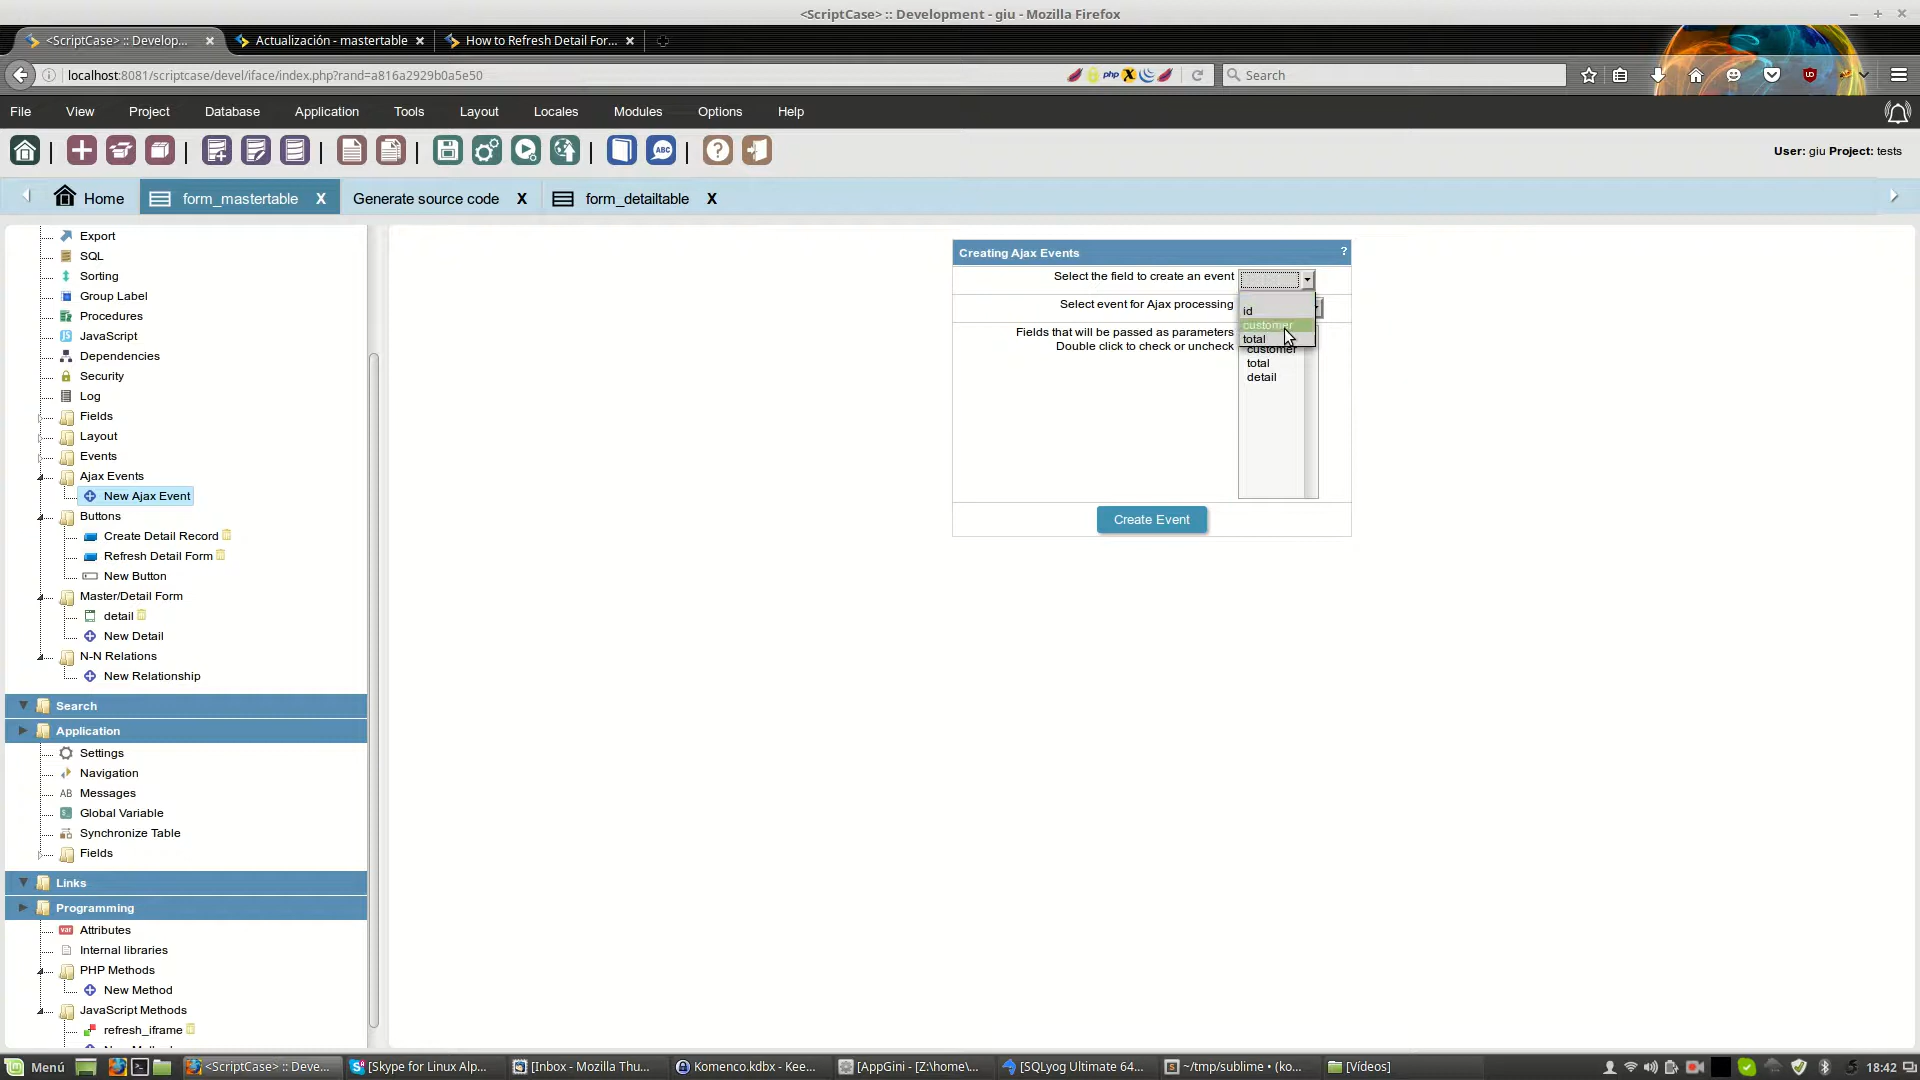 <ScriptCase> :: Development - giu - Mozilla Firefox
<ScriptCase> :: Develop...
Actualización - mastertable
How to Refresh Detail For...
localhost:8081/scriptcase/devel/iface/index.php?rand=a816a2929b0a5e50
php
Search
File View Project Database Application Tools Layout Locales Modules Options Help
ABC
?
User: giu Project: tests
Home
form_mastertable X
Generate source code X
form_detailtable X
Export
SQL
Sorting
Group Label
Procedures
JS JavaScript
Dependencies
Security
Log
Fields
Layout
Events
Ajax Events
New Ajax Event
Buttons
Create Detail Record
Refresh Detail Form
New Button
Master/Detail Form
detail
New Detail
N-N Relations
New Relationship
Search
Application
Settings
Navigation
AB Messages
Global Variable
Synchronize Table
Fields
Links
Programming
var Attributes
Internal libraries
PHP Methods
New Method
JavaScript Methods
refresh_iframe
Creating Ajax Events ?
Select the field to create an event
Select event for Ajax processing
id
customer
total
Fields that will be passed as parameters
Double click to check or uncheck
customer
total
detail
Create Event
Menú
<ScriptCase> :: Deve...
[Skype for Linux Alp...
[Inbox - Mozilla Thu...
Komenco.kdbx - Kee...
[AppGini - [Z:\home\...
[SQLyog Ultimate 64...
~/tmp/sublime • (ko...
[Vídeos]
18:42